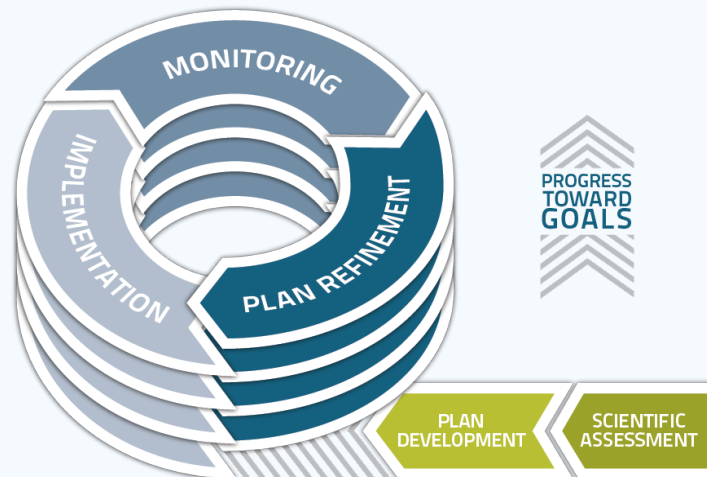 MONITORING
IMPLEMENTATION
PLAN REFINEMENT
PROGRESS
TOWARD
GOALS
PLAN
DEVELOPMENT
SCIENTIFIC
ASSESSMENT